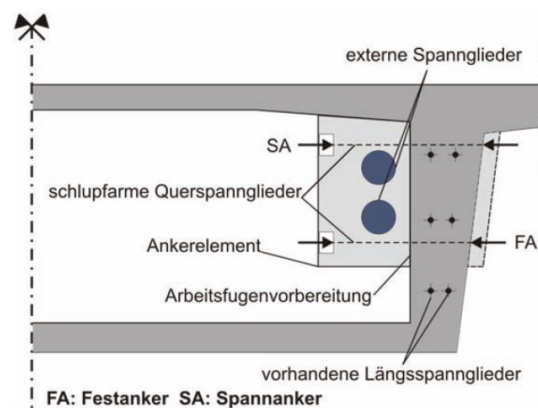 externe Spannglieder
SA
schlupfarme Querspannglieder
FA
Ankerelement
Arbeitsfugenvorbereitung
vorhandene Längsspannglieder
FA: Festanker SA: Spannanker